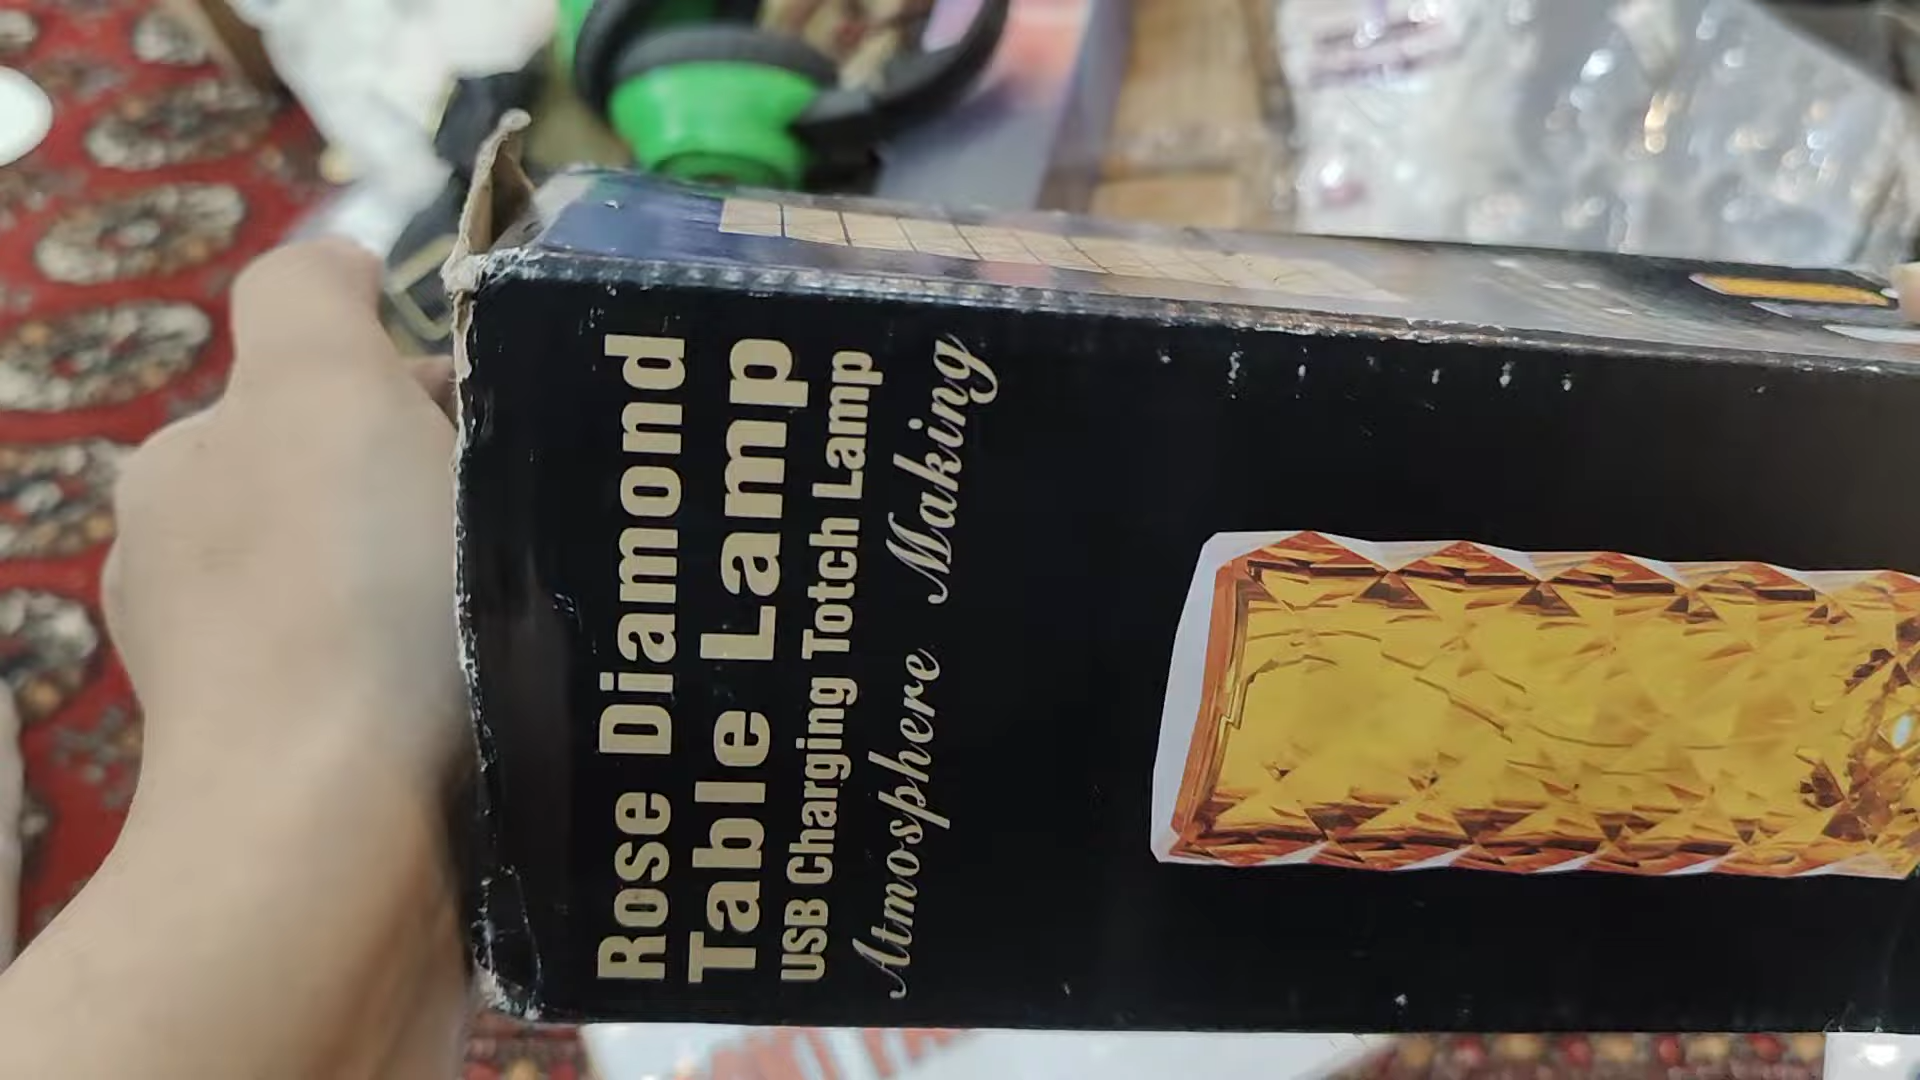 Rose Diamond
Table Lamp
USB Charging Totch Lamp
Atmosphere Making